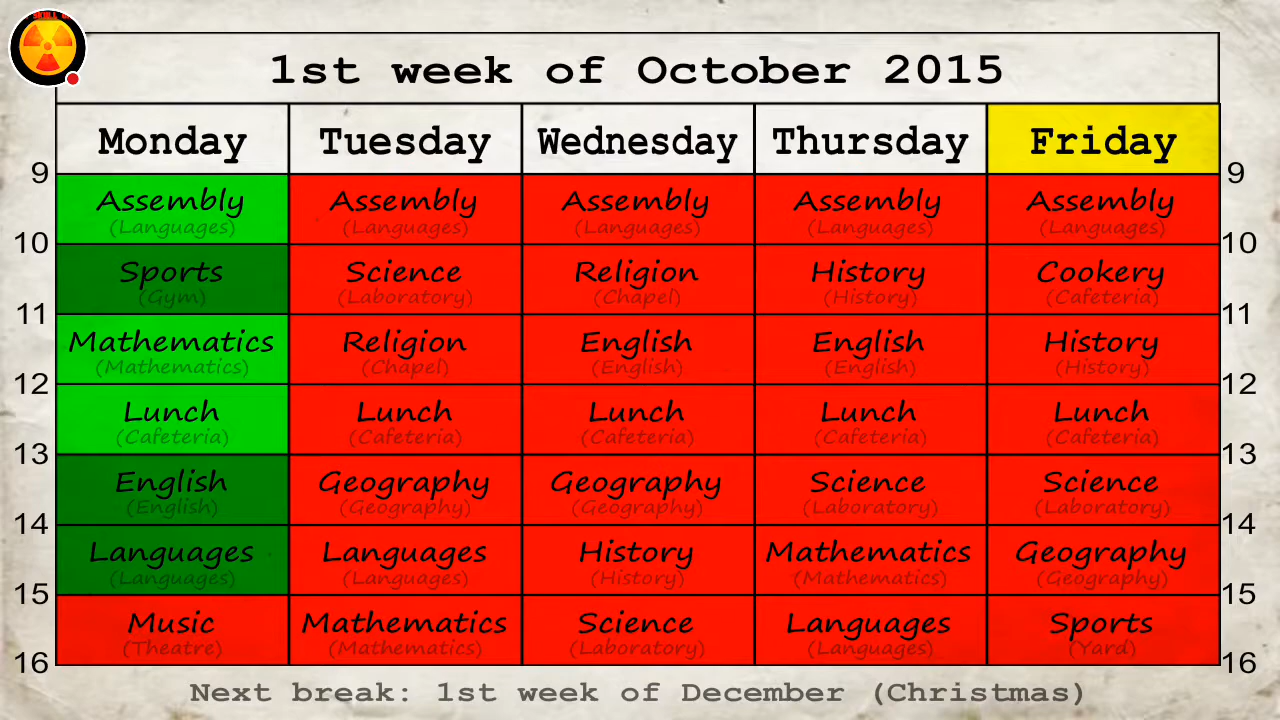 1st week of October 2015
Monday Tuesday Wednesday Thursday Friday
9 9
Assembly Assembly Assembly Assembly Assembly
(Languages) (Languages) (Languages) (Languages) (Languages)
10 10
Sports Science Religion History Cookery
(Gym) (Laboratory) (Chapel) (History) (Cafeteria)
11 11
Mathematics Religion English English History
(Mathematics) (Chapel) (English) (English) (History)
12 12
Lunch Lunch Lunch Lunch Lunch
(Cafeteria) (Cafeteria) (Cafeteria) (Cafeteria) (Cafeteria)
13 13
English Geography Geography Science Science
(English) (Geography) (Geography) (Laboratory) (Laboratory)
14 14
Languages Languages History Mathematics Geography
(Languages) (Languages) (History) (Mathematics) (Geography)
15 15
Music Mathematics Science Languages Sports
(Theatre) (Mathematics) (Laboratory) (Languages) (Yard)
16 16
Next break: 1st week of December (Christmas)